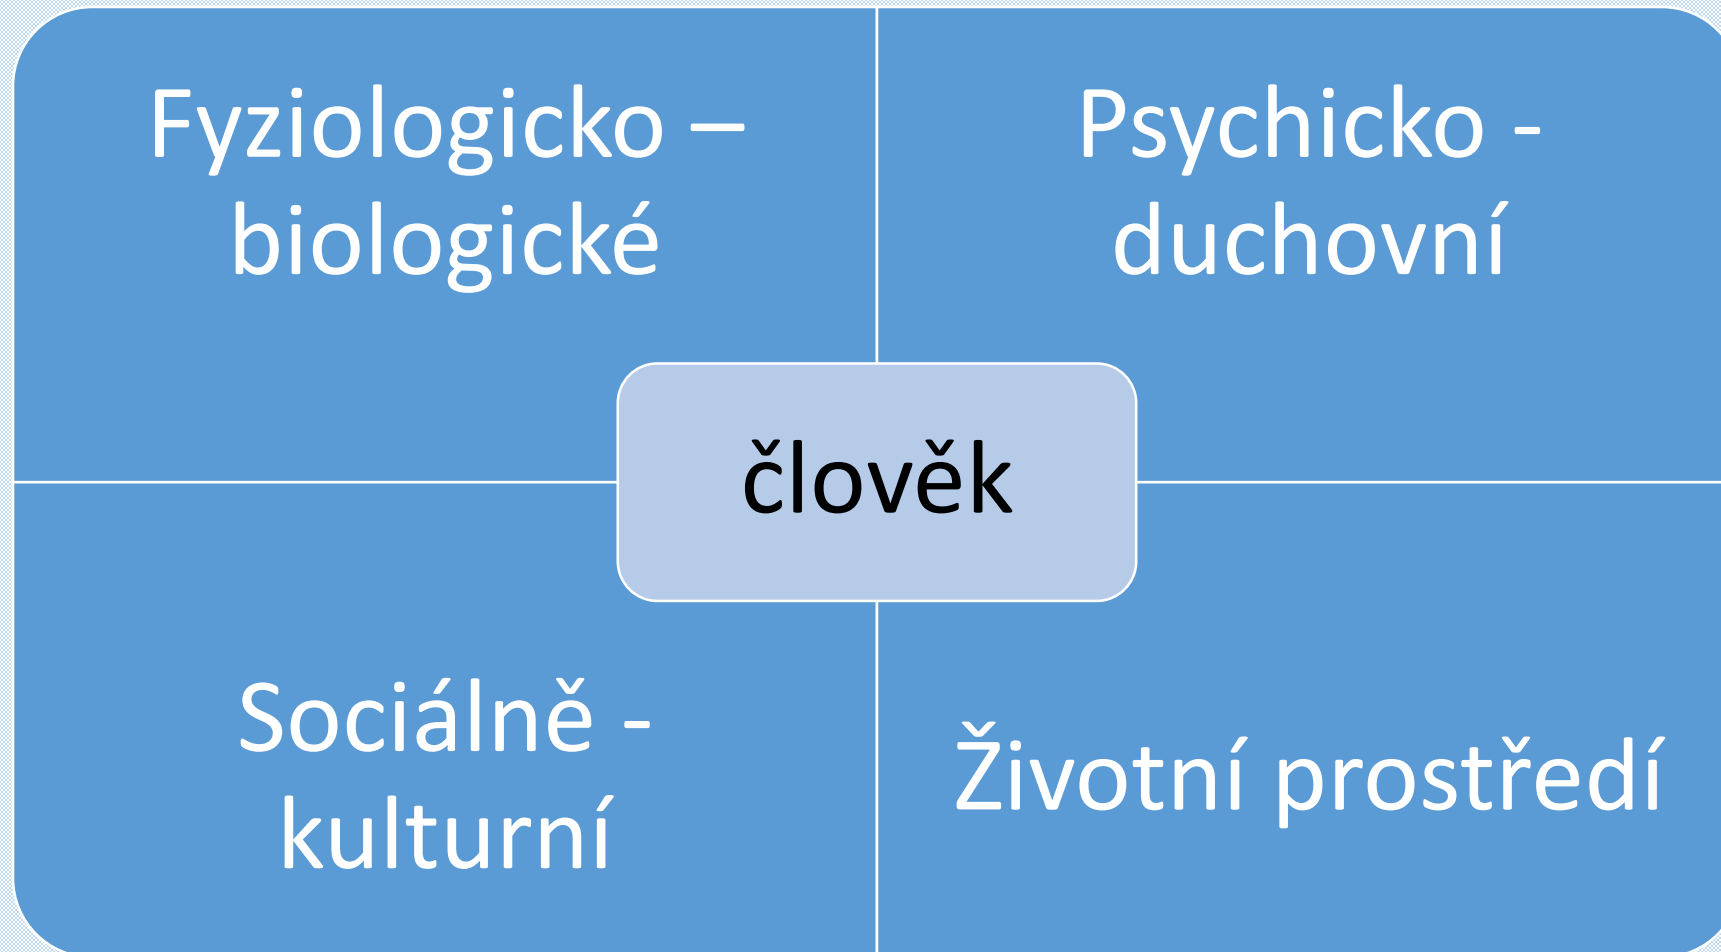 Fyziologicko –
biologické
Psychicko -
duchovní
člověk
Sociálně -
kulturní
Životní prostředí